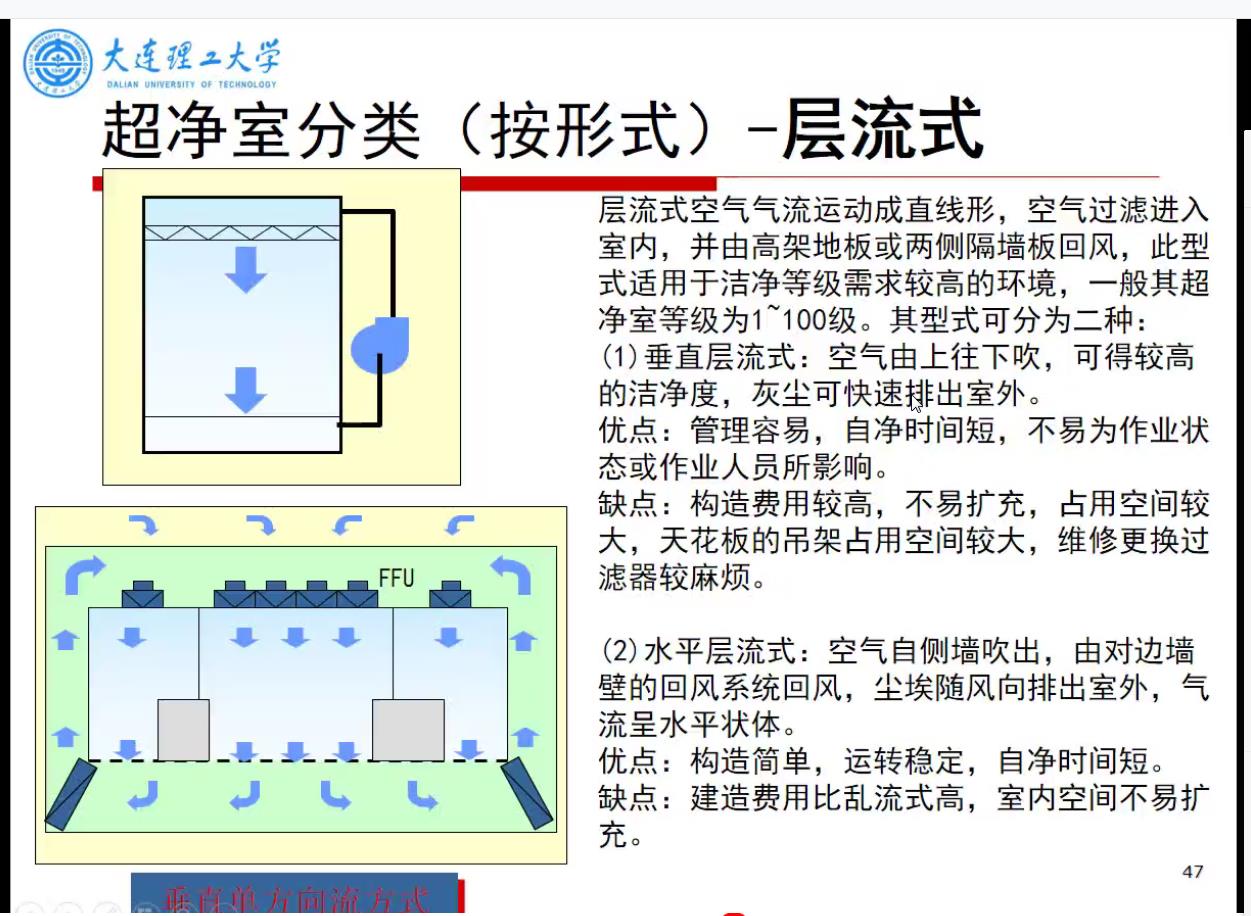 大连理工大学
DALIAN UNIVERSITY OF TECHNOLOGY
超净室分类（按形式）-层流式
层流式空气气流运动成直线形，空气过滤进入
室内，并由高架地板或两侧隔墙板回风，此型
式适用于洁净等级需求较高的环境，一般其超
净室等级为1~100级。其型式可分为二种：
(1)垂直层流式：空气由上往下吹，可得较高
的洁净度，灰尘可快速排出室外。
优点：管理容易，自净时间短，不易为作业状
态或作业人员所影响。
缺点：构造费用较高，不易扩充，占用空间较
大，天花板的吊架占用空间较大，维修更换过
滤器较麻烦。
(2)水平层流式：空气自侧墙吹出，由对边墙
壁的回风系统回风，尘埃随风向排出室外，气
流呈水平状体。
优点：构造简单，运转稳定，自净时间短。
缺点：建造费用比乱流式高，室内空间不易扩
充。
FFU
垂直单方向流方式
47